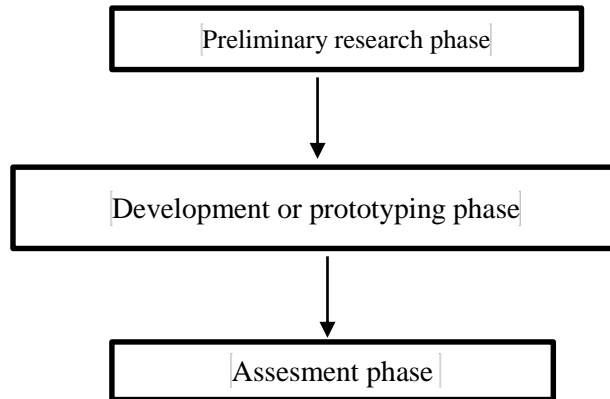 Preliminary research phase
Development or prototyping phase
Assesment phase